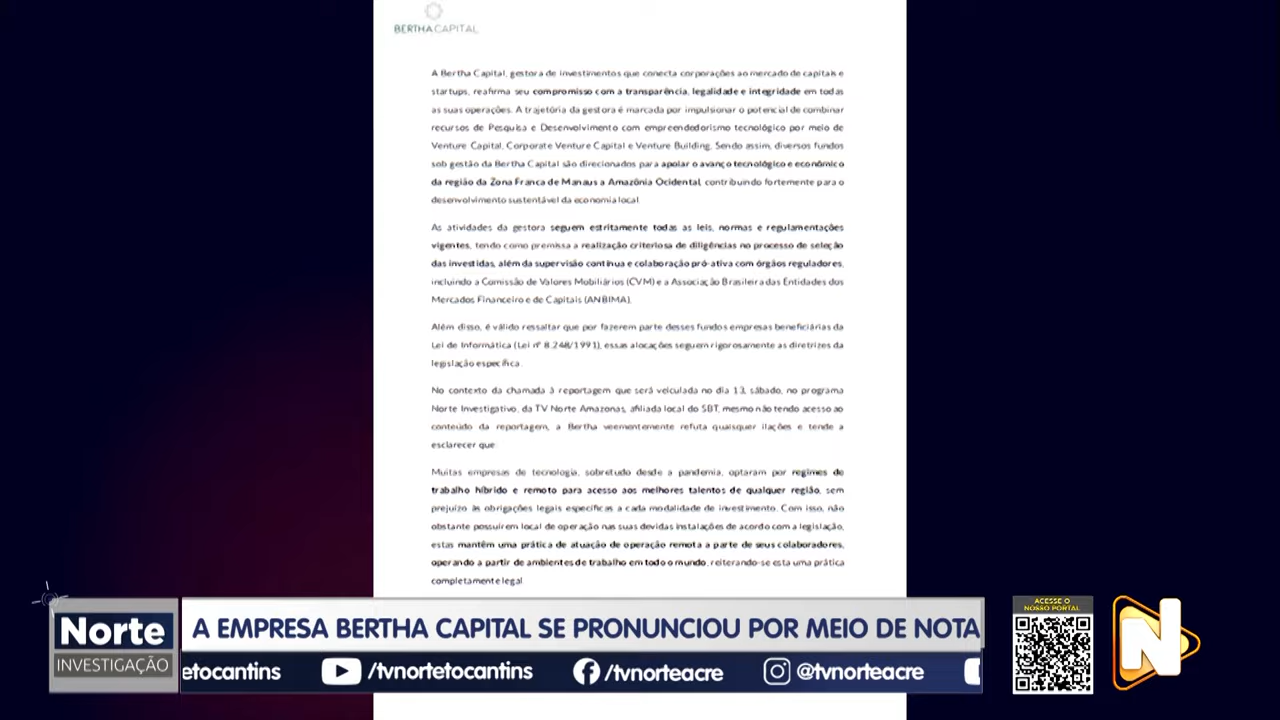 BERTHACAPITAL
A Bertha Capital, gestora de investimentos que conecta corporações ao mercado de capitais e
startups, reafirma seu compromisso com a transparência, legalidade e integridade em todas
as suas operações. A trajetória da gestora é marcada por impulsionar o potencial de combinar
recursos de Pesquisa e Desenvolvimento com empreendedorismo tecnológico por meio de
Venture Capital, Corporate Venture Capital e Venture Building. Sendo assim, diversos fundos
sob gestão da Bertha Capital são direcionados para apoiar o avanço tecnológico e econômico
da região da Zona Franca de Manaus a Amazônia Ocidental, contribuindo fortemente para o
desenvolvimento sustentável da economia local.
As atividades da gestora seguem estritamente todas as leis, normas e regulamentações
vigentes, tendo como premissa a realização criteriosa de diligências no processo de seleção
das investidas, além da supervisão contínua e colaboração pró-ativa com órgãos reguladores,
incluindo a Comissão de Valores Mobiliários (CVM) e a Associação Brasileira das Entidades dos
Mercados Financeiro e de Capitais (ANBIMA).
Além disso, é válido ressaltar que por fazerem parte desses fundos empresas beneficiárias da
Lei de Informática (Lei nº 8.248/1991), essas alocações seguem rigorosamente as diretrizes da
legislação específica.
No contexto da chamada à reportagem que será veiculada no dia 13, sábado, no programa
Norte Investigativo, da TV Norte Amazonas, afiliada local do SBT, mesmo não tendo acesso ao
conteúdo da reportagem, a Bertha veementemente refuta quaisquer ilações e tende a
esclarecer que
Muitas empresas de tecnologia, sobretudo desde a pandemia, optaram por regimes de
trabalho híbrido e remoto para acesso aos melhores talentos de qualquer região, sem
prejuízo às obrigações legais específicas a cada modalidade de investimento. Com isso, não
obstante possuírem local de operação nas suas devidas instalações de acordo com a legislação,
estas mantêm uma prática de atuação de operação remota a parte de seus colaboradores,
operando a partir de ambientes de trabalho em todo o mundo, reiterando-se esta uma prática
completamente legal
Norte
INVESTIGAÇÃO
A EMPRESA BERTHA CAPITAL SE PRONUNCIOU POR MEIO DE NOTA
etocantins /tvnortetocantins /tvnorteacre @tvnorteacre
ACESSE O
NOSSO PORTAL
N